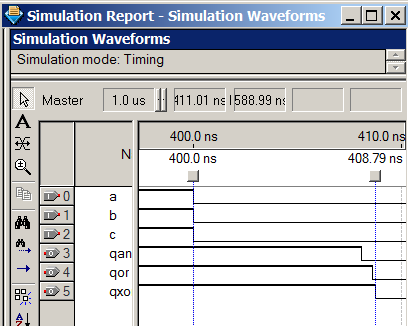 Simulation Report - Simulation Waveforms
Simulation Waveforms
Simulation mode: Timing
Master 1.0 us 411.01 ns 588.99 ns
400.0 ns 410.0 ns
N 400.0 ns 408.79 ns
0 a
1 b
2 c
3 qan
4 qor
5 qxo